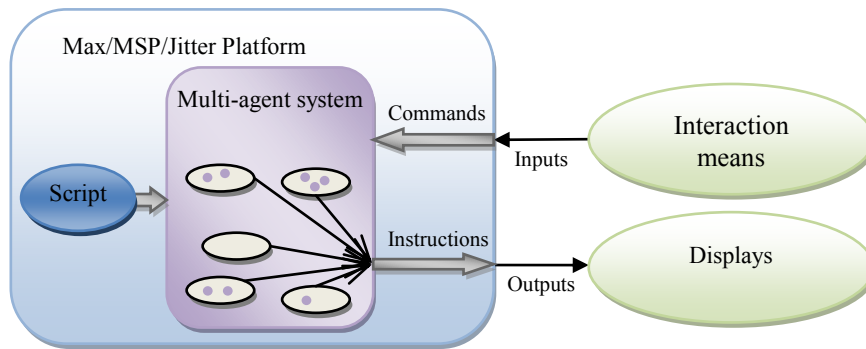 Max/MSP/Jitter Platform
Multi-agent system
Script
Commands
Instructions
Inputs
Outputs
Interaction
means
Displays